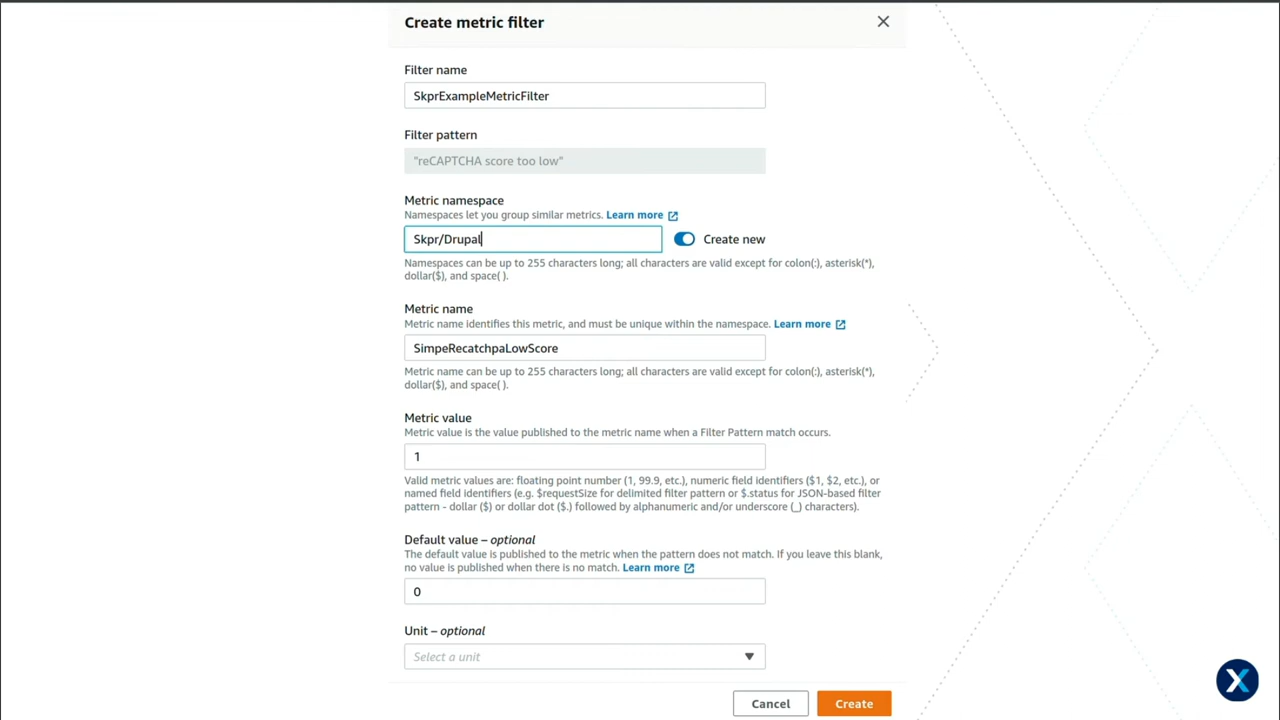 Create metric filter
Filter name
SkprExampleMetricFilter
Filter pattern
"reCAPTCHA score too low"
Metric namespace
Namespaces let you group similar metrics. Learn more
Skpr/Drupal
Create new
Namespaces can be up to 255 characters long; all characters are valid except for colon(:), asterisk(*),
dollar($), and space( ).
Metric name
Metric name identifies this metric, and must be unique within the namespace. Learn more
SimpeRecatchpaLowScore
Metric name can be up to 255 characters long; all characters are valid except for colon(:), asterisk(*),
dollar($), and space( ).
Metric value
Metric value is the value published to the metric name when a Filter Pattern match occurs.
1
Valid metric values are: floating point number (1, 99.9, etc.), numeric field identifiers ($1, $2, etc.), or
named field identifiers (e.g. $requestSize for delimited filter pattern or $.status for JSON-based filter
pattern - dollar ($) or dollar dot ($.) followed by alphanumeric and/or underscore (_) characters).
Default value – optional
The default value is published to the metric when the pattern does not match. If you leave this blank,
no value is published when there is no match. Learn more
0
Unit – optional
Select a unit
Cancel
Create
X